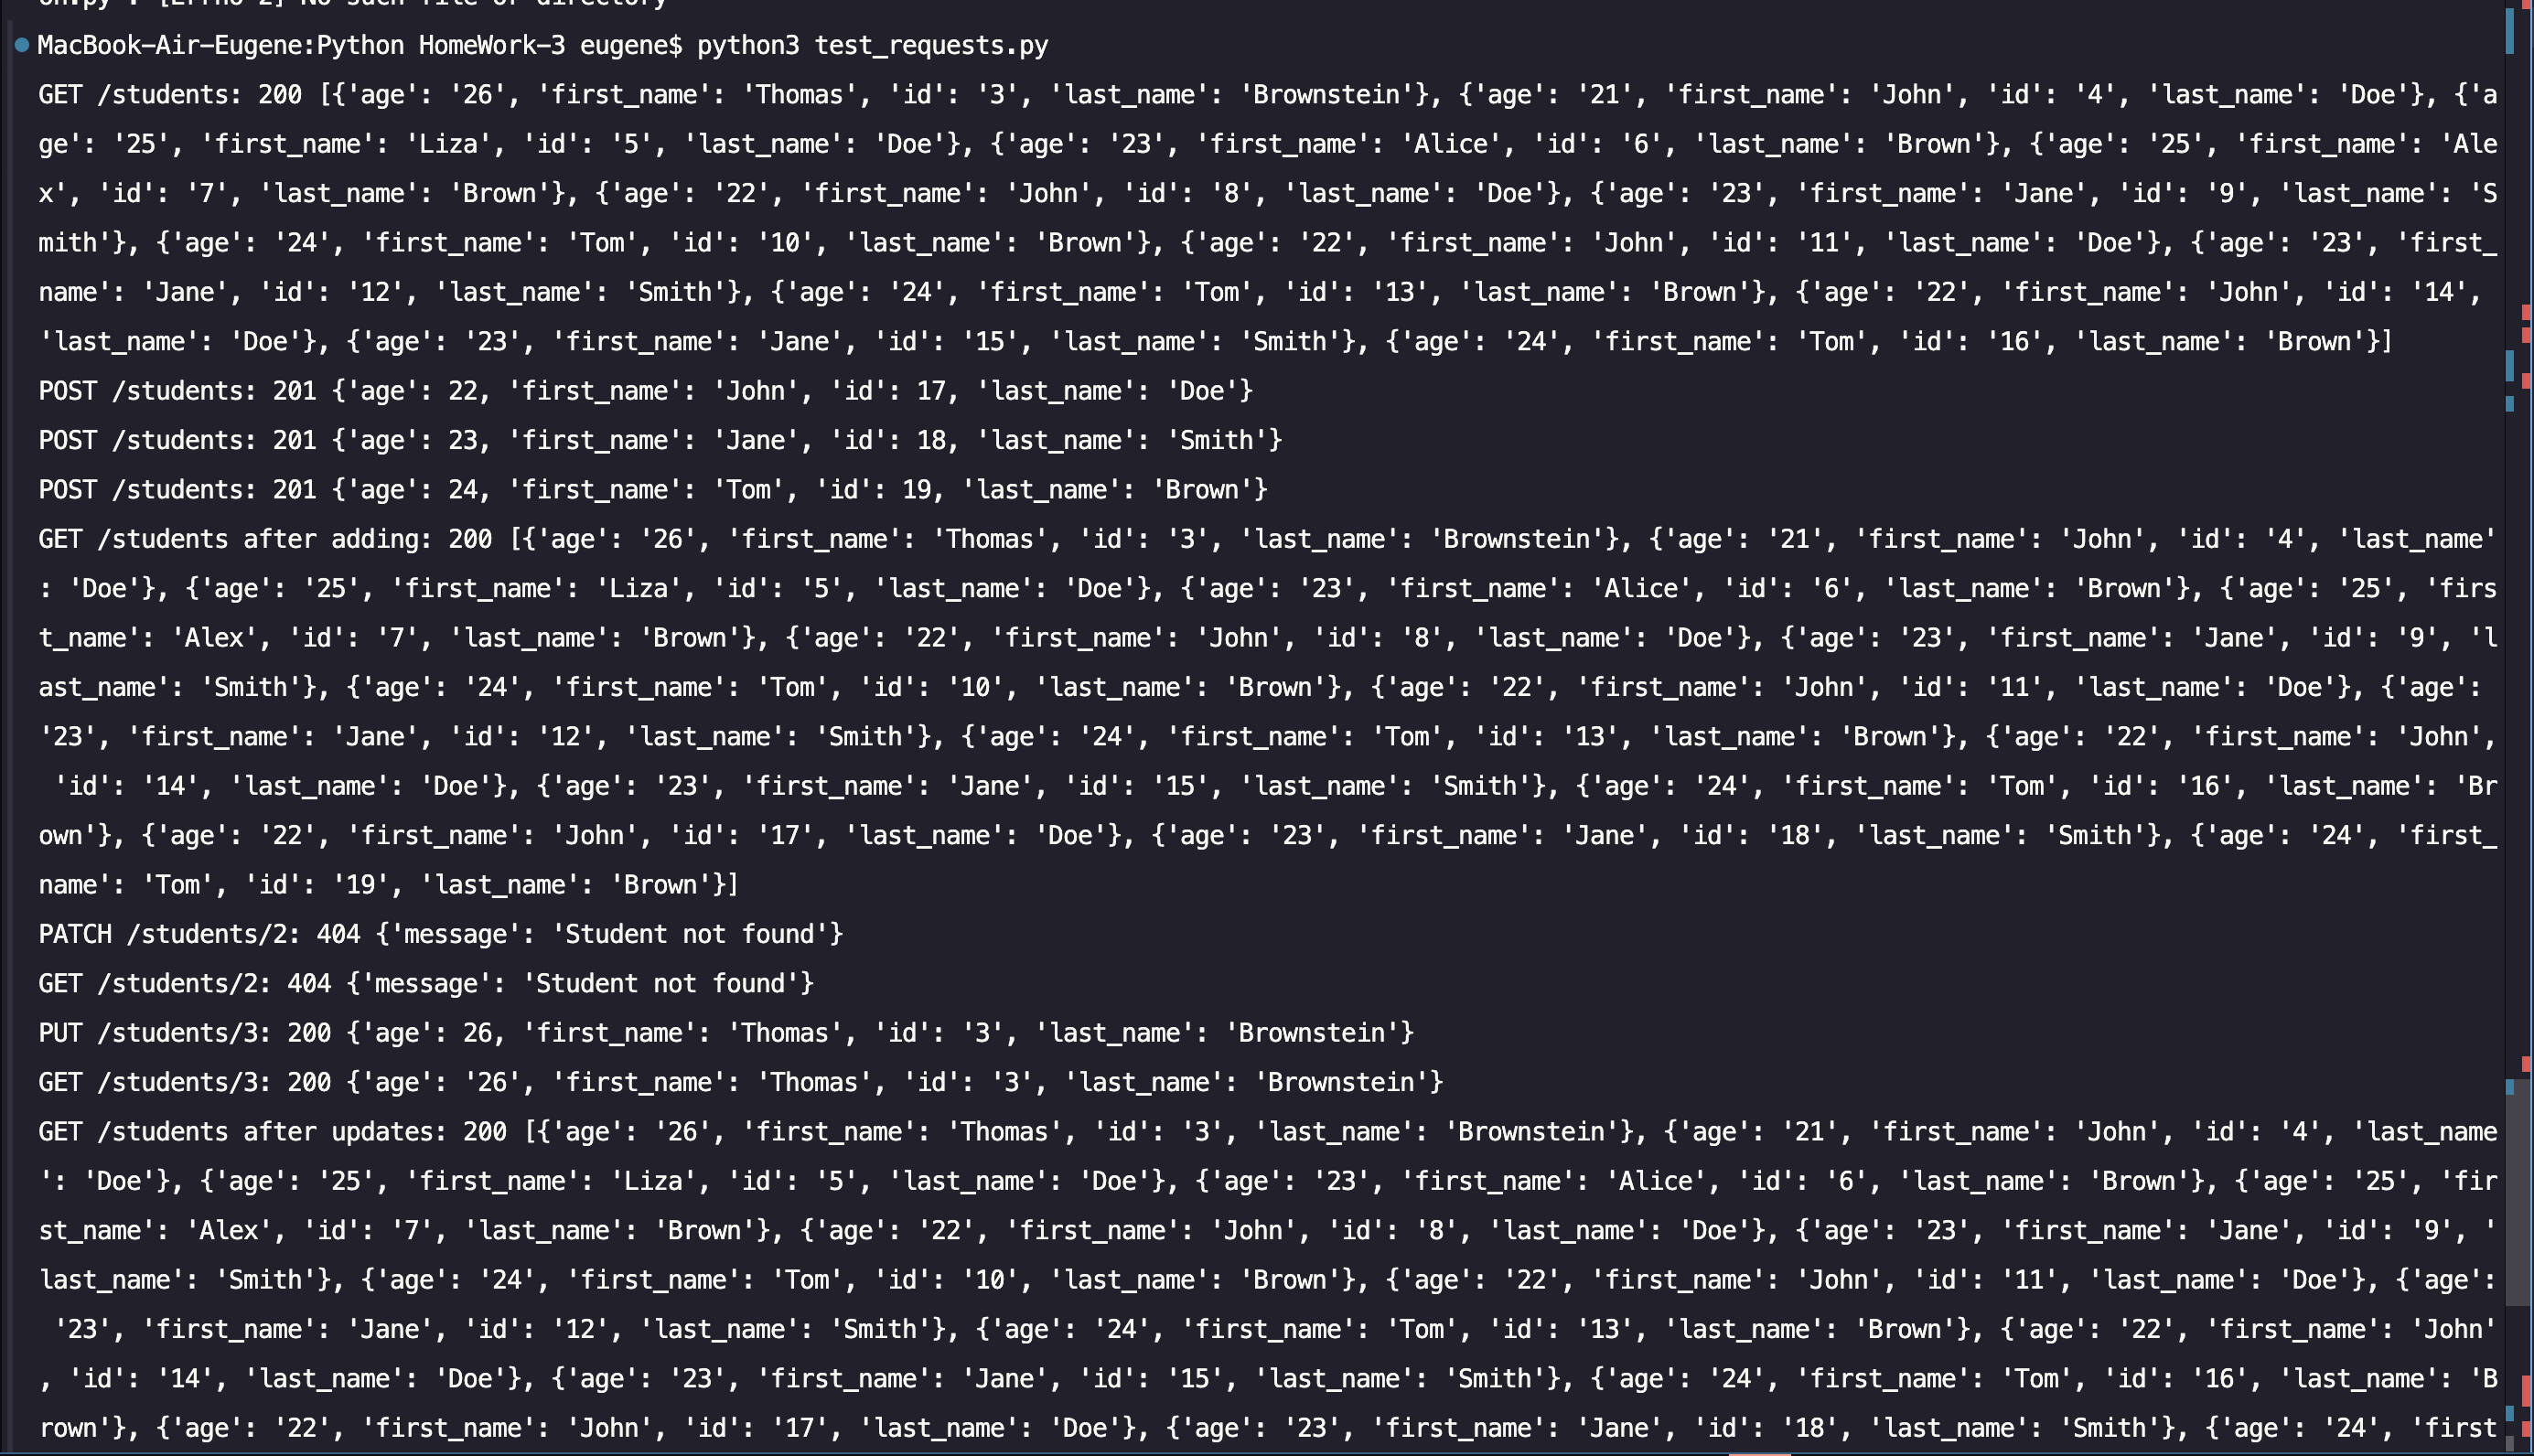 on.py': [Errno 2] No such file or directory
MacBook-Air-Eugene:Python HomeWork-3 eugene$ python3 test_requests.py
GET /students: 200 [{'age': '26', 'first_name': 'Thomas', 'id': '3', 'last_name': 'Brownstein'}, {'age': '21', 'first_name': 'John', 'id': '4', 'last_name': 'Doe'}, {'a
ge': '25', 'first_name': 'Liza', 'id': '5', 'last_name': 'Doe'}, {'age': '23', 'first_name': 'Alice', 'id': '6', 'last_name': 'Brown'}, {'age': '25', 'first_name': 'Ale
x', 'id': '7', 'last_name': 'Brown'}, {'age': '22', 'first_name': 'John', 'id': '8', 'last_name': 'Doe'}, {'age': '23', 'first_name': 'Jane', 'id': '9', 'last_name': 'S
mith'}, {'age': '24', 'first_name': 'Tom', 'id': '10', 'last_name': 'Brown'}, {'age': '22', 'first_name': 'John', 'id': '11', 'last_name': 'Doe'}, {'age': '23', 'first_
name': 'Jane', 'id': '12', 'last_name': 'Smith'}, {'age': '24', 'first_name': 'Tom', 'id': '13', 'last_name': 'Brown'}, {'age': '22', 'first_name': 'John', 'id': '14',
'last_name': 'Doe'}, {'age': '23', 'first_name': 'Jane', 'id': '15', 'last_name': 'Smith'}, {'age': '24', 'first_name': 'Tom', 'id': '16', 'last_name': 'Brown'}]
POST /students: 201 {'age': 22, 'first_name': 'John', 'id': 17, 'last_name': 'Doe'}
POST /students: 201 {'age': 23, 'first_name': 'Jane', 'id': 18, 'last_name': 'Smith'}
POST /students: 201 {'age': 24, 'first_name': 'Tom', 'id': 19, 'last_name': 'Brown'}
GET /students after adding: 200 [{'age': '26', 'first_name': 'Thomas', 'id': '3', 'last_name': 'Brownstein'}, {'age': '21', 'first_name': 'John', 'id': '4', 'last_name'
: 'Doe'}, {'age': '25', 'first_name': 'Liza', 'id': '5', 'last_name': 'Doe'}, {'age': '23', 'first_name': 'Alice', 'id': '6', 'last_name': 'Brown'}, {'age': '25', 'firs
t_name': 'Alex', 'id': '7', 'last_name': 'Brown'}, {'age': '22', 'first_name': 'John', 'id': '8', 'last_name': 'Doe'}, {'age': '23', 'first_name': 'Jane', 'id': '9', 'l
ast_name': 'Smith'}, {'age': '24', 'first_name': 'Tom', 'id': '10', 'last_name': 'Brown'}, {'age': '22', 'first_name': 'John', 'id': '11', 'last_name': 'Doe'}, {'age':
'23', 'first_name': 'Jane', 'id': '12', 'last_name': 'Smith'}, {'age': '24', 'first_name': 'Tom', 'id': '13', 'last_name': 'Brown'}, {'age': '22', 'first_name': 'John',
 'id': '14', 'last_name': 'Doe'}, {'age': '23', 'first_name': 'Jane', 'id': '15', 'last_name': 'Smith'}, {'age': '24', 'first_name': 'Tom', 'id': '16', 'last_name': 'Br
own'}, {'age': '22', 'first_name': 'John', 'id': '17', 'last_name': 'Doe'}, {'age': '23', 'first_name': 'Jane', 'id': '18', 'last_name': 'Smith'}, {'age': '24', 'first_
name': 'Tom', 'id': '19', 'last_name': 'Brown'}]
PATCH /students/2: 404 {'message': 'Student not found'}
GET /students/2: 404 {'message': 'Student not found'}
PUT /students/3: 200 {'age': 26, 'first_name': 'Thomas', 'id': '3', 'last_name': 'Brownstein'}
GET /students/3: 200 {'age': '26', 'first_name': 'Thomas', 'id': '3', 'last_name': 'Brownstein'}
GET /students after updates: 200 [{'age': '26', 'first_name': 'Thomas', 'id': '3', 'last_name': 'Brownstein'}, {'age': '21', 'first_name': 'John', 'id': '4', 'last_name
': 'Doe'}, {'age': '25', 'first_name': 'Liza', 'id': '5', 'last_name': 'Doe'}, {'age': '23', 'first_name': 'Alice', 'id': '6', 'last_name': 'Brown'}, {'age': '25', 'fir
st_name': 'Alex', 'id': '7', 'last_name': 'Brown'}, {'age': '22', 'first_name': 'John', 'id': '8', 'last_name': 'Doe'}, {'age': '23', 'first_name': 'Jane', 'id': '9', '
last_name': 'Smith'}, {'age': '24', 'first_name': 'Tom', 'id': '10', 'last_name': 'Brown'}, {'age': '22', 'first_name': 'John', 'id': '11', 'last_name': 'Doe'}, {'age':
 '23', 'first_name': 'Jane', 'id': '12', 'last_name': 'Smith'}, {'age': '24', 'first_name': 'Tom', 'id': '13', 'last_name': 'Brown'}, {'age': '22', 'first_name': 'John'
, 'id': '14', 'last_name': 'Doe'}, {'age': '23', 'first_name': 'Jane', 'id': '15', 'last_name': 'Smith'}, {'age': '24', 'first_name': 'Tom', 'id': '16', 'last_name': 'B
rown'}, {'age': '22', 'first_name': 'John', 'id': '17', 'last_name': 'Doe'}, {'age': '23', 'first_name': 'Jane', 'id': '18', 'last_name': 'Smith'}, {'age': '24', 'first